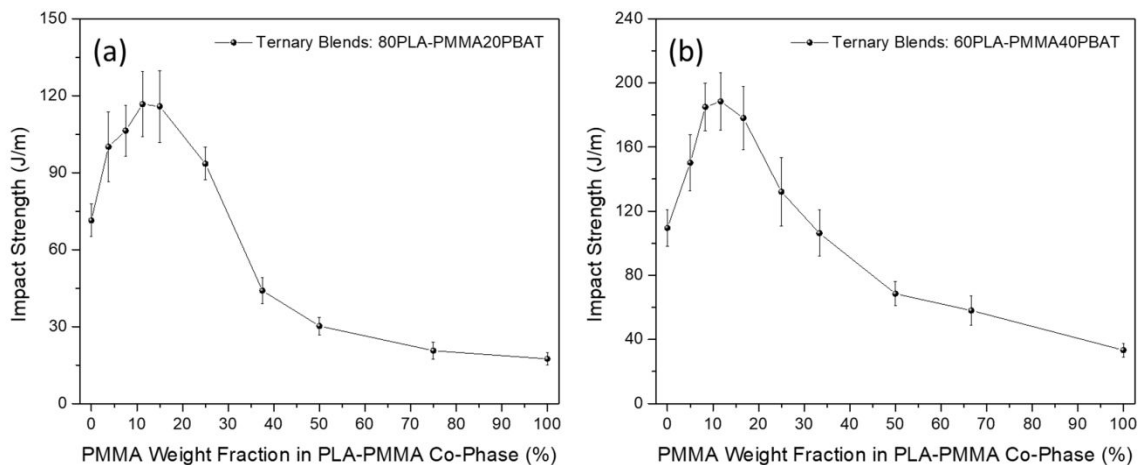 (a)
Ternary Blends: 80PLA-PMMA20PBAT
150
120
90
60
30
0
Impact Strength (J/m)
0 10 20 30 40 50 60 70 80 90 100
PMMA Weight Fraction in PLA-PMMA Co-Phase (%)
(b)
Ternary Blends: 60PLA-PMMA40PBAT
240
200
160
120
80
40
0
Impact Strength (J/m)
0 10 20 30 40 50 60 70 80 90 100
PMMA Weight Fraction in PLA-PMMA Co-Phase (%)